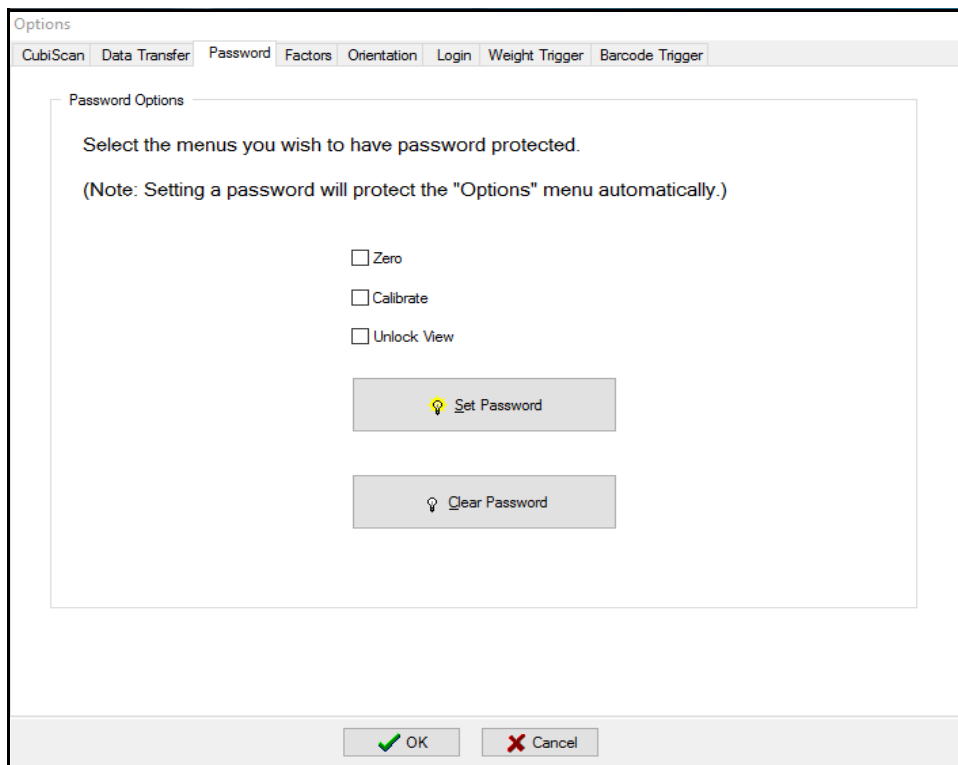 Options
CubiScan Data Transfer Password Factors Orientation Login Weight Trigger Barcode Trigger
Password Options
Select the menus you wish to have password protected.
(Note: Setting a password will protect the "Options" menu automatically.)
Zero
Calibrate
Unlock View
Set Password
Clear Password
OK Cancel